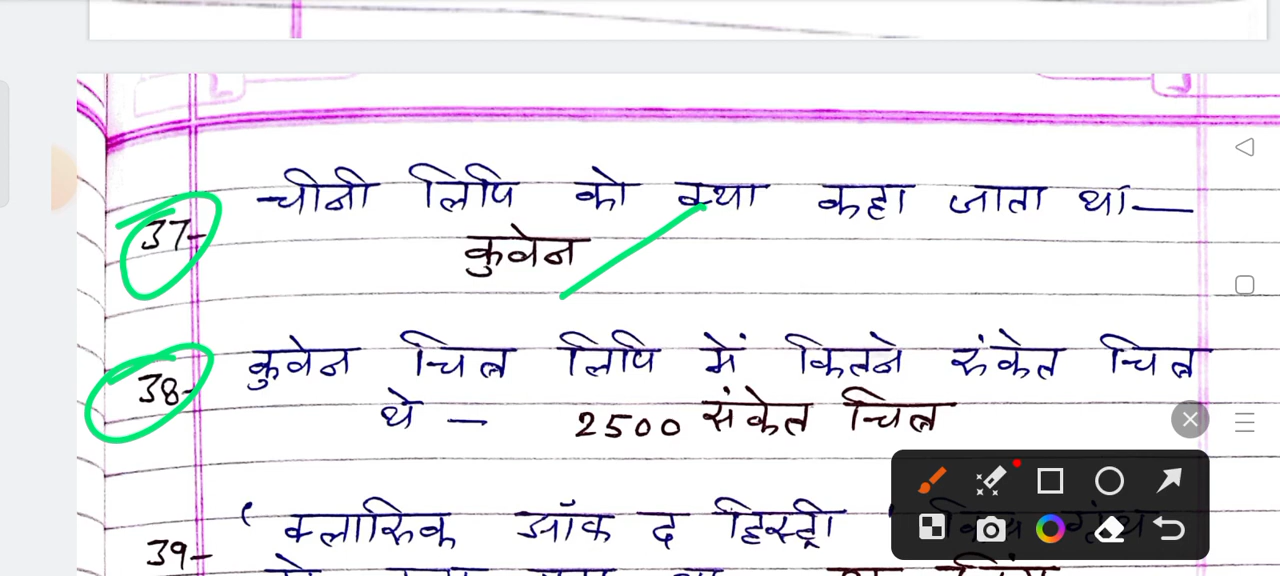 चीनी लिपि को क्या कहा जाता था—
37-
कुवेन
कुवेन चित्र लिपि में कितने संकेत चित्र
38-
थे — 2500 संकेत चित्र
' क्लासिक ऑफ द हिस्ट्री '
39-